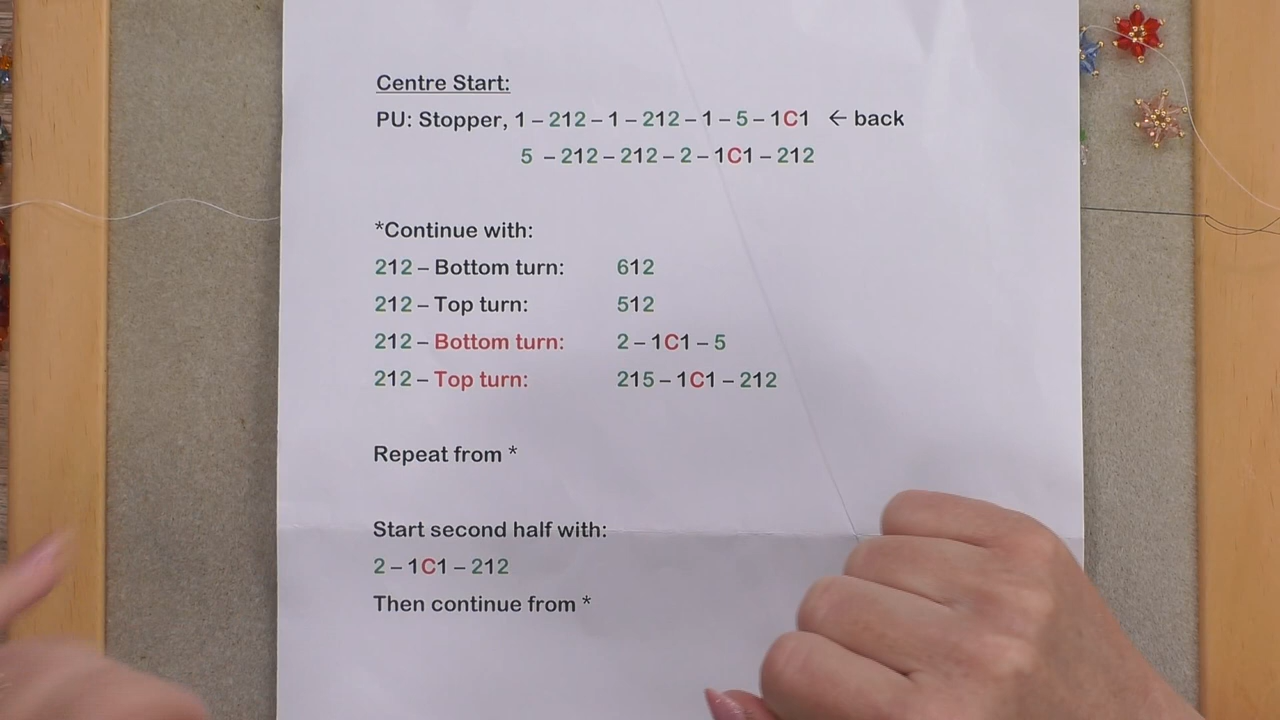 Centre Start:
PU: Stopper, 1 – 212 – 1 – 212 – 1 – 5 – 1C1 ← back
5 – 212 – 212 – 2 – 1C1 – 212
*Continue with:
212 – Bottom turn: 612
212 – Top turn: 512
212 – Bottom turn: 2 – 1C1 – 5
212 – Top turn: 215 – 1C1 – 212
Repeat from *
Start second half with:
2 – 1C1 – 212
Then continue from *